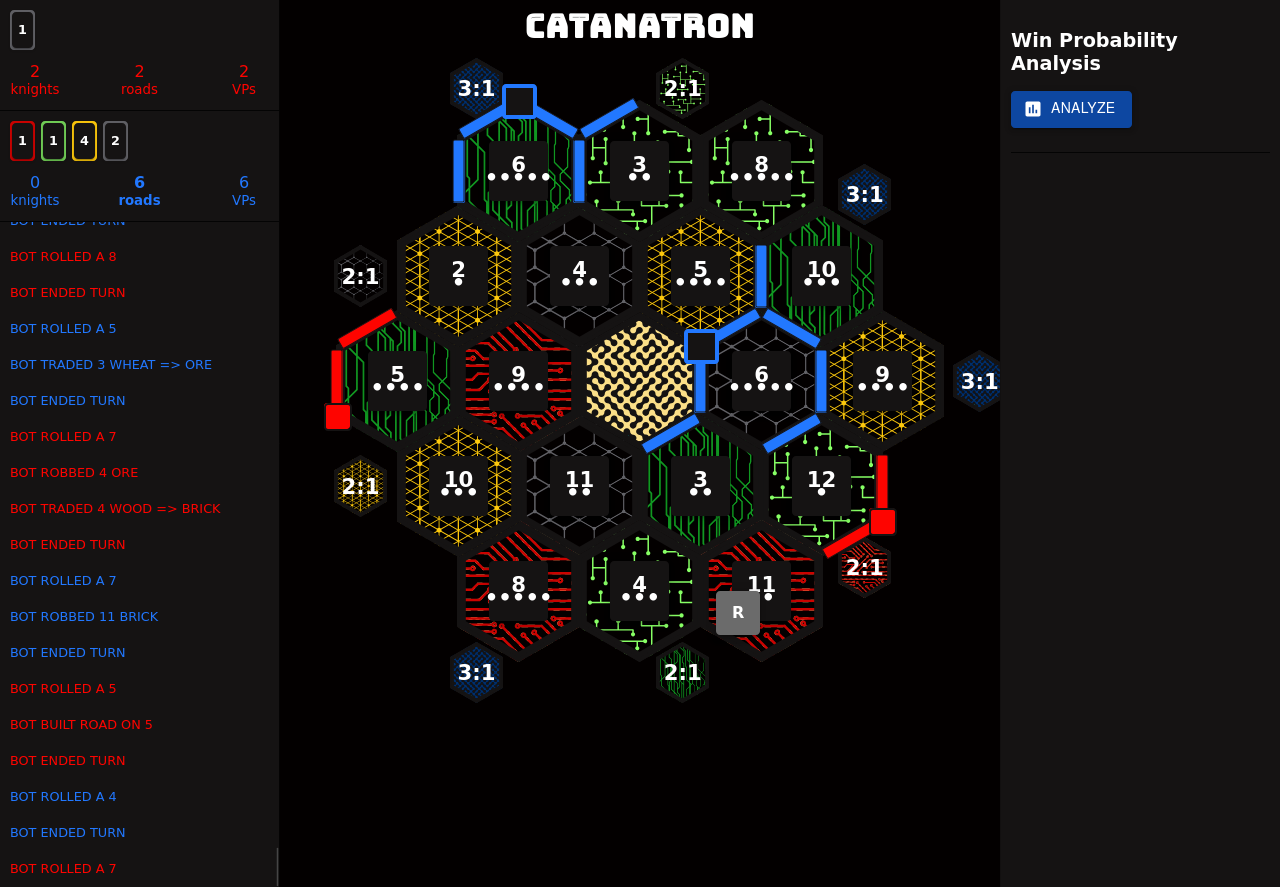 CATANATRON
1
2 2 2
knights roads VPs
1 1 4 2
0 6 6
knights roads VPs
BOT ENDED TURN
BOT ROLLED A 8
BOT ENDED TURN
BOT ROLLED A 5
BOT TRADED 3 WHEAT => ORE
BOT ENDED TURN
BOT ROLLED A 7
BOT ROBBED 4 ORE
BOT TRADED 4 WOOD => BRICK
BOT ENDED TURN
BOT ROLLED A 7
BOT ROBBED 11 BRICK
BOT ENDED TURN
BOT ROLLED A 5
BOT BUILT ROAD ON 5
BOT ENDED TURN
BOT ROLLED A 4
BOT ENDED TURN
BOT ROLLED A 7
3:1 2:1
6 3 8
3:1
2:1 2 4 5 10
5 9 6 9 3:1
2:1 10 11 3 12
2:1
8 4 11
R
3:1 2:1
Win Probability
Analysis
ANALYZE